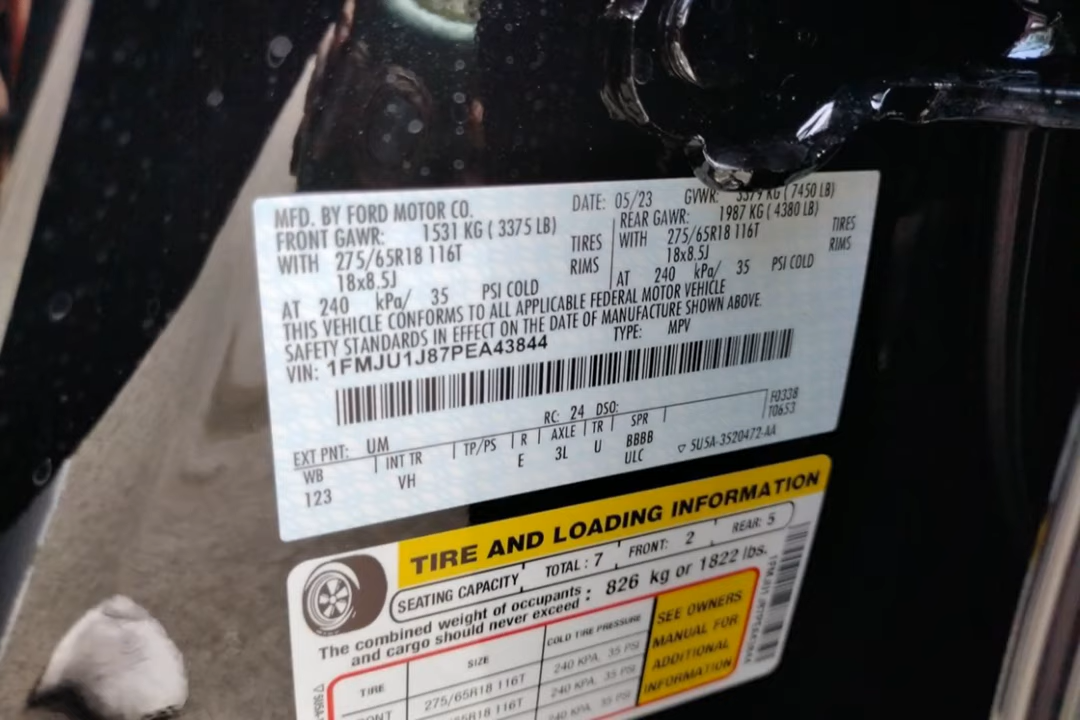 MFD. BY FORD MOTOR CO.
DATE: 05/23 GVWR: 3379 KG ( 7450 LB)
FRONT GAWR: 1531 KG ( 3375 LB)
REAR GAWR: 1987 KG ( 4380 LB)
WITH 275/65R18 116T TIRES
WITH 275/65R18 116T TIRES
18x8.5J RIMS
18x8.5J RIMS
AT 240 kPa/ 35 PSI COLD
AT 240 kPa/ 35 PSI COLD
THIS VEHICLE CONFORMS TO ALL APPLICABLE FEDERAL MOTOR VEHICLE
SAFETY STANDARDS IN EFFECT ON THE DATE OF MANUFACTURE SHOWN ABOVE.
VIN: 1FMJU1J87PEA43844
TYPE: MPV
EXT PNT: UM RC: 24 DSO:
F0338
T0653
WB INT TR TP/PS R AXLE TR SPR
123 VH E 3L U BBBB
ULC
▽ 5U5A-3520472-AA
TIRE AND LOADING INFORMATION
SEATING CAPACITY TOTAL : 7 FRONT: 2 REAR: 5
The combined weight of occupants
and cargo should never exceed : 826 kg or 1822 lbs.
TIRE SIZE COLD TIRE PRESSURE
275/65R18 116T 240 KPA, 35 PSI
240 KPA, 35 PSI
SEE OWNERS
MANUAL FOR
ADDITIONAL
INFORMATION